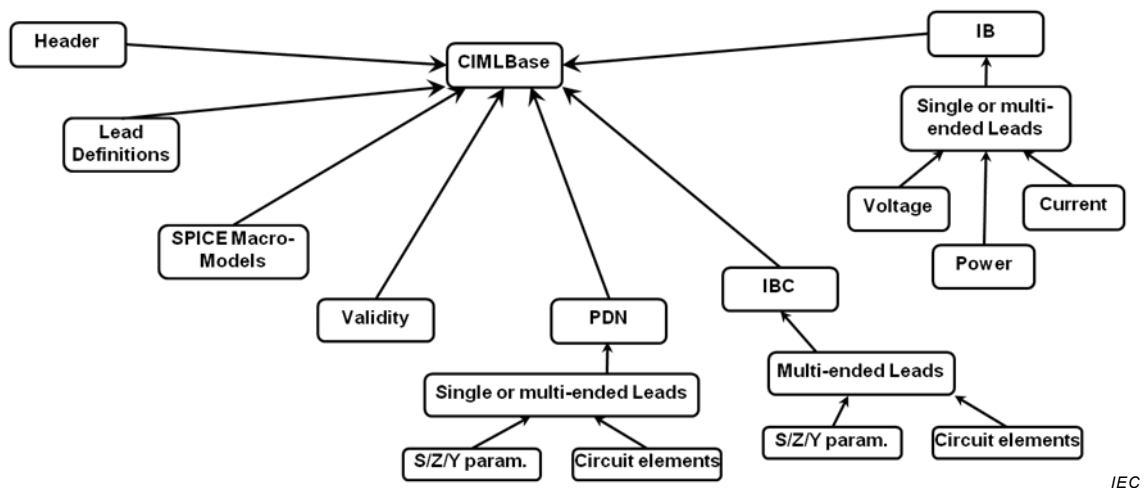 Header
CIMLBase
IB
Single or multi-
ended Leads
Lead
Definitions
Voltage
Current
SPICE Macro-
Models
Power
IBC
Validity
PDN
Multi-ended Leads
Single or multi-ended Leads
S/Z/Y param.
Circuit elements
S/Z/Y param.
Circuit elements
IEC